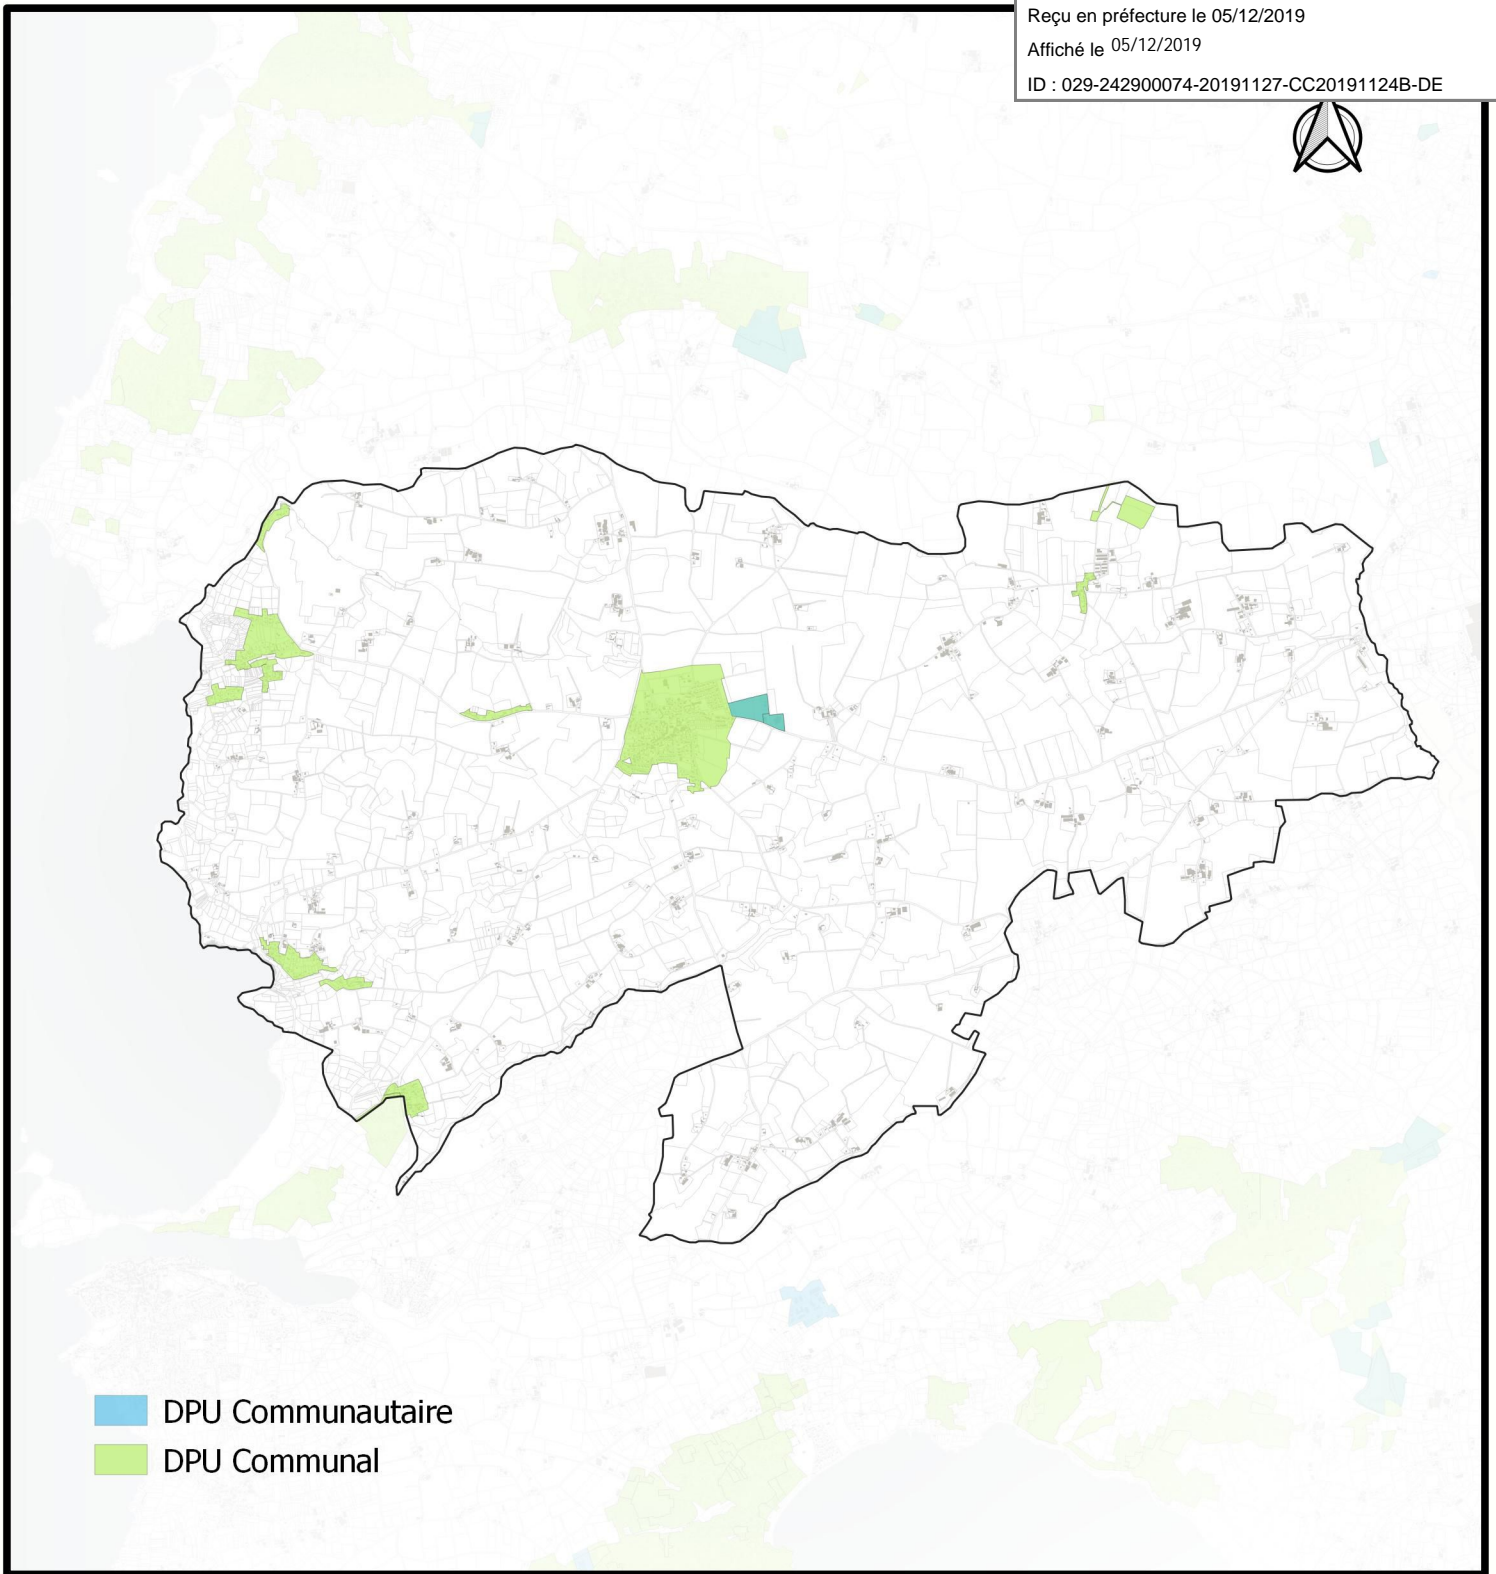 Reçu en préfecture le 05/12/2019
Affiché le 05/12/2019
ID : 029-242900074-20191127-CC20191124B-DE
DPU Communautaire
DPU Communal